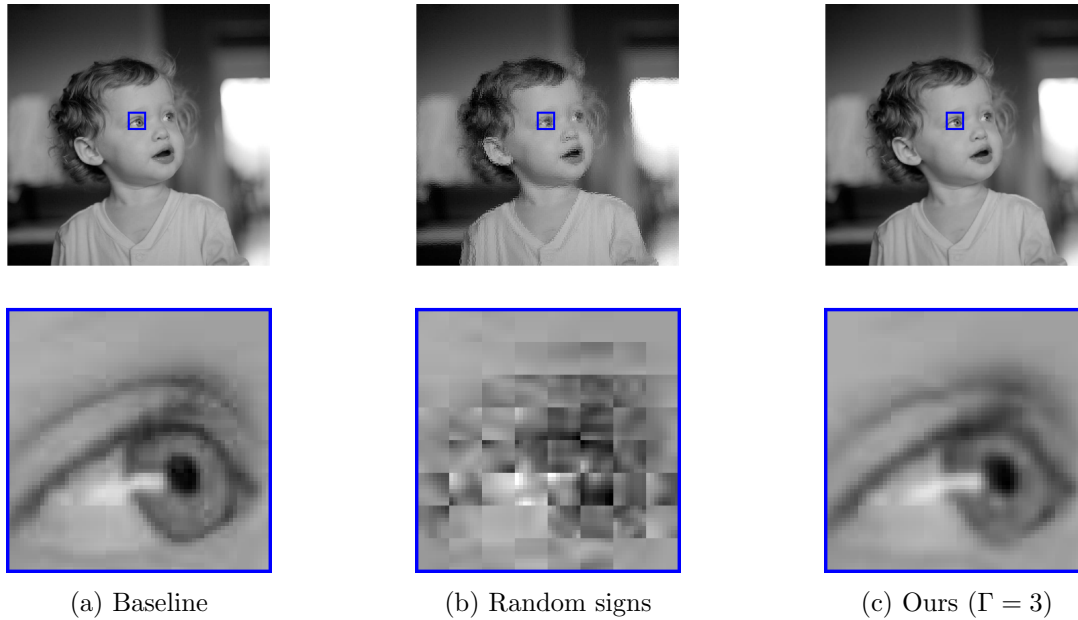 (a) Baseline
(b) Random signs
(c) Ours (Γ = 3)